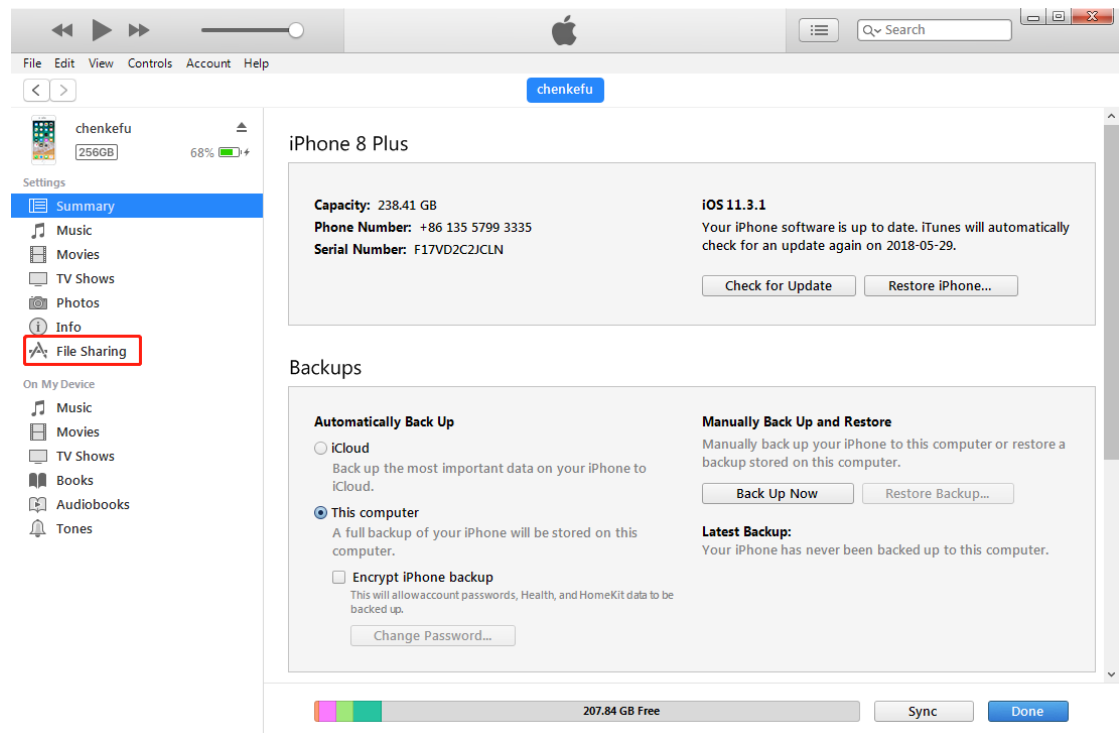 Search
File Edit View Controls Account Help
chenkefu
chenkefu
256GB
68%
Settings
Summary
Music
Movies
TV Shows
Photos
Info
File Sharing
On My Device
Music
Movies
TV Shows
Books
Audiobooks
Tones
iPhone 8 Plus
Capacity: 238.41 GB
Phone Number: +86 135 5799 3335
Serial Number: F17VD2C2JCLN
iOS 11.3.1
Your iPhone software is up to date. iTunes will automatically
check for an update again on 2018-05-29.
Check for Update
Restore iPhone...
Backups
Automatically Back Up
iCloud
Back up the most important data on your iPhone to
iCloud.
This computer
A full backup of your iPhone will be stored on this
computer.
Encrypt iPhone backup
This will allowaccount passwords, Health, and HomeKit data to be
backed up.
Change Password...
Manually Back Up and Restore
Manually back up your iPhone to this computer or restore a
backup stored on this computer.
Back Up Now
Restore Backup...
Latest Backup:
Your iPhone has never been backed up to this computer.
207.84 GB Free
Sync
Done